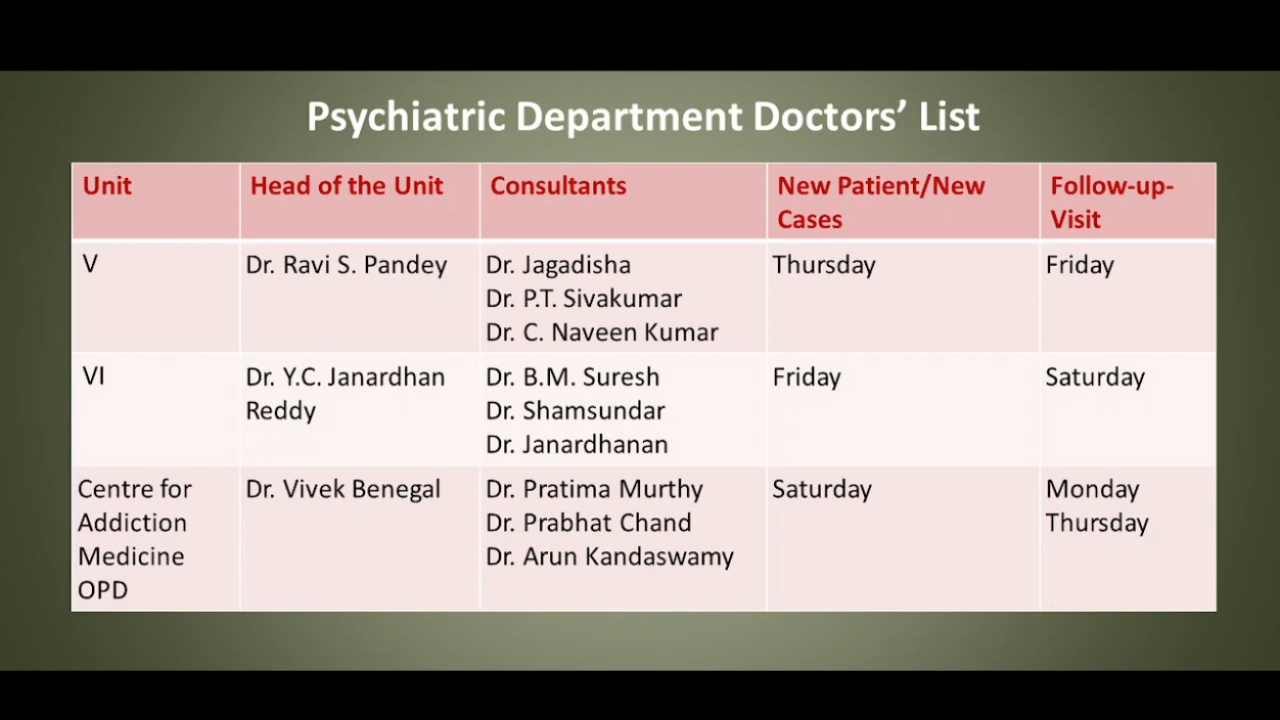 Psychiatric Department Doctors’ List
Unit
Head of the Unit
Consultants
New Patient/New
Cases
Follow-up-
Visit
V
Dr. Ravi S. Pandey
Dr. Jagadisha
Dr. P.T. Sivakumar
Dr. C. Naveen Kumar
Thursday
Friday
VI
Dr. Y.C. Janardhan
Reddy
Dr. B.M. Suresh
Dr. Shamsundar
Dr. Janardhanan
Friday
Saturday
Centre for
Addiction
Medicine
OPD
Dr. Vivek Benegal
Dr. Pratima Murthy
Dr. Prabhat Chand
Dr. Arun Kandaswamy
Saturday
Monday
Thursday